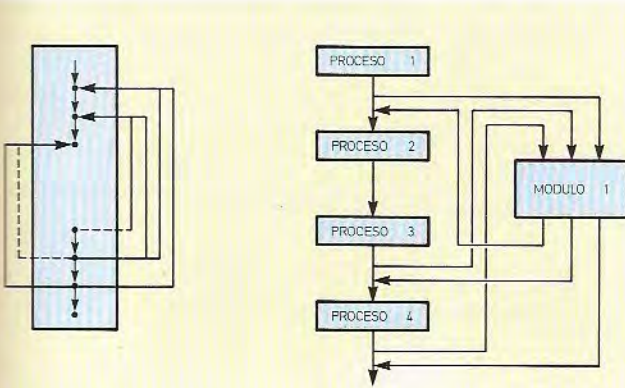 PROCESO 1
PROCESO 2
MODULO 1
PROCESO 3
PROCESO 4